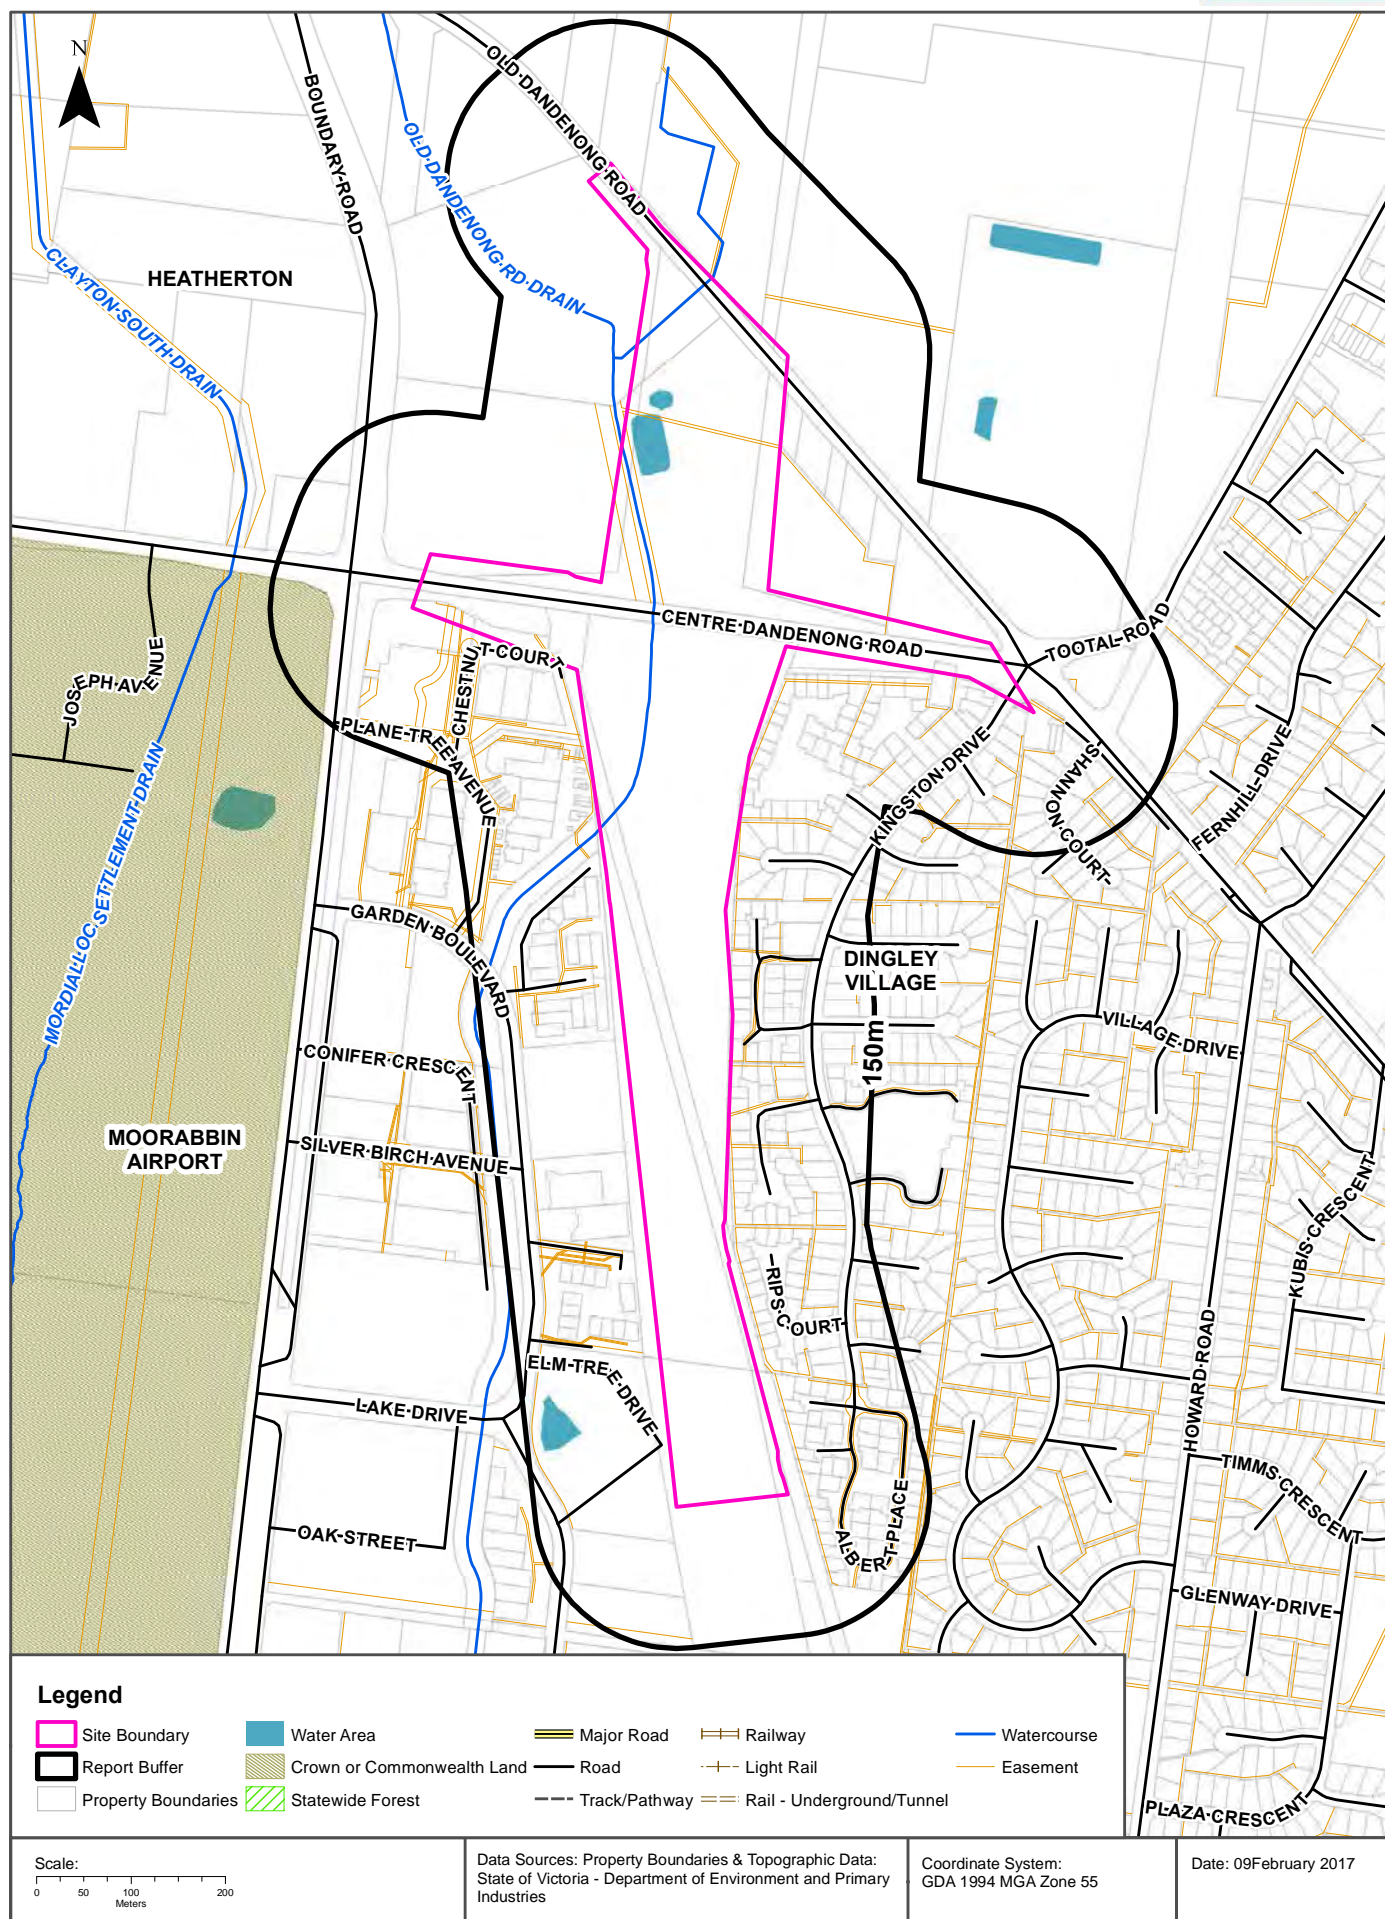 N
OLD DANDENONG ROAD
BOUNDARY ROAD
OLD DANDENONG RD DRAIN
HEATHERTON
CLAYTON SOUTH DRAIN
CENTRE DANDENONG ROAD
TOOTAL ROAD
JOSEPH AVENUE
CHESTNUT COURT
PLANE TREE AVENUE
KINGSTON DRIVE
SHANNON COURT
FERNHILL DRIVE
MORDIALLOC SETTLEMENT DRAIN
GARDEN BOULEVARD
DINGLEY
VILLAGE
150m
VILLAGE DRIVE
CONIFER CRESCENT
MOORABBIN
AIRPORT
SILVER BIRCH AVENUE
KUBIS CRESCENT
RIPS COURT
HOWARD ROAD
ELM TREE DRIVE
LAKE DRIVE
TIMMS CRESCENT
OAK STREET
ALBERT PLACE
GLENWAY DRIVE
PLAZA CRESCENT
Legend
Site Boundary
Water Area
Major Road
Railway
Watercourse
Report Buffer
Crown or Commonwealth Land
Road
Light Rail
Easement
Property Boundaries
Statewide Forest
Track/Pathway
Rail - Underground/Tunnel
Scale:
0 50 100 200
Meters
Data Sources: Property Boundaries & Topographic Data:
State of Victoria - Department of Environment and Primary
Industries
Coordinate System:
GDA 1994 MGA Zone 55
Date: 09February 2017